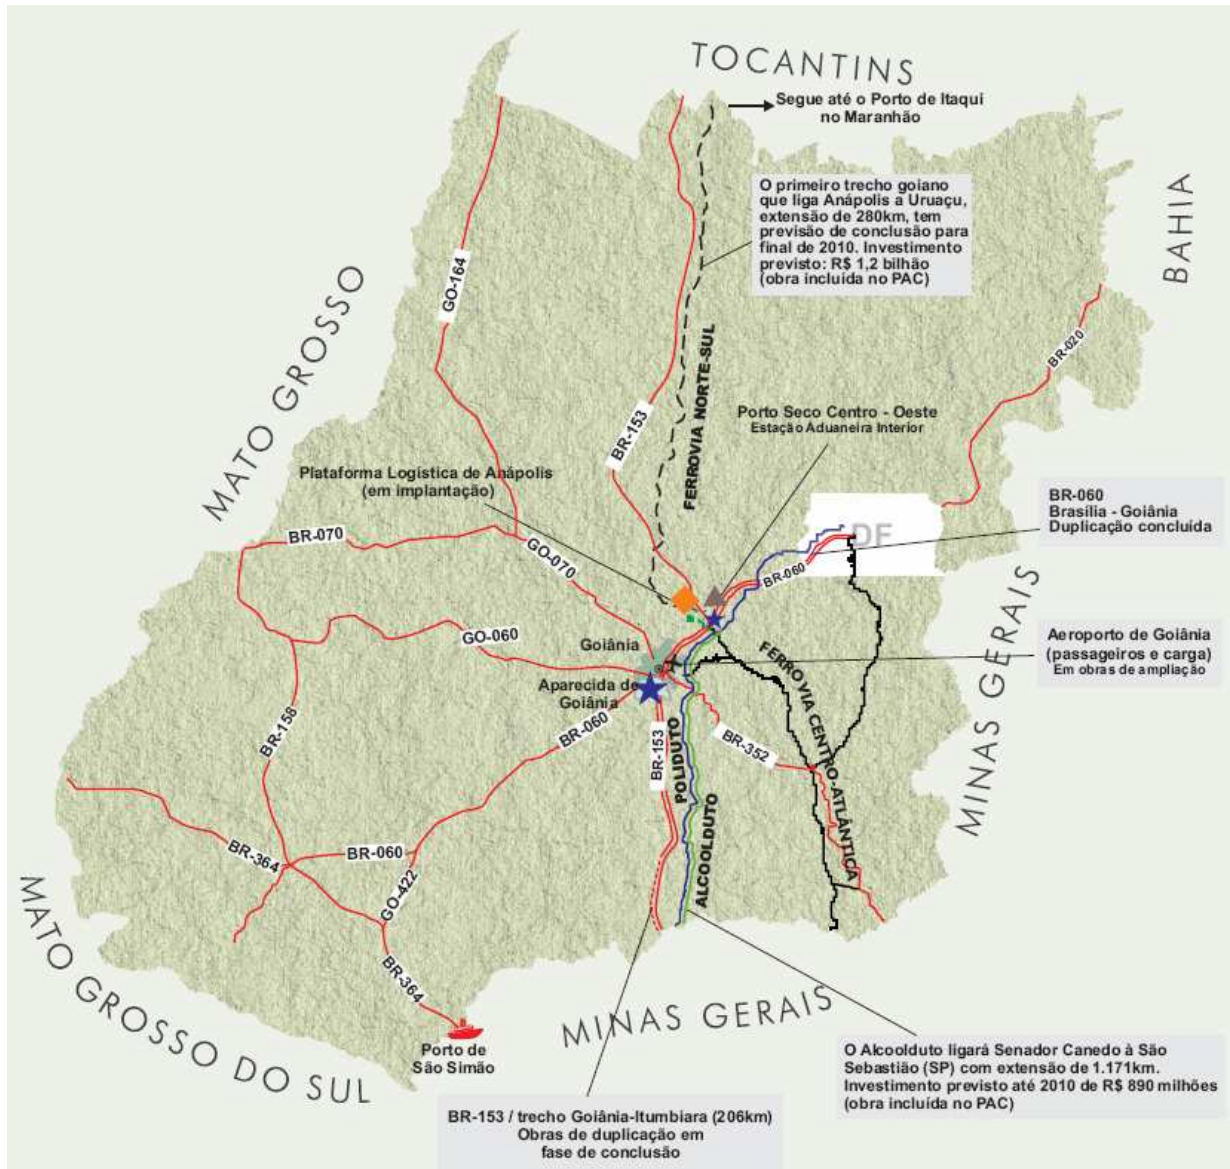 TOCANTINS
Segue até o Porto de Itaqui
no Maranhão
BAHIA
O primeiro trecho goiano
que liga Anápolis a Uruaçu,
extensão de 280km, tem
previsão de conclusão para
final de 2010. Investimento
previsto: R$ 1,2 bilhão
(obra incluída no PAC)
GO-164
MATO GROSSO
BR-020
FERROVIA NORTE-SUL
BR-153
Porto Seco Centro - Oeste
Estação Aduaneira Interior
Plataforma Logística de Anápolis
(em implantação)
BR-060
Brasília - Goiânia
Duplicação concluída
DF
BR-070
GO-070
BR-060
MINAS GERAIS
GO-060
Goiânia
Aeroporto de Goiânia
(passageiros e carga)
Em obras de ampliação
FERROVIA CENTRO-ATLÂNTICA
Aparecida de
Goiânia
BR-158
BR-060
BR-153
POLIDUTO
BR-352
ALCOOLDUTO
BR-364
BR-060
GO-422
BR-364
MATO GROSSO DO SUL
MINAS GERAIS
Porto de
São Simão
O Alcoolduto ligará Senador Canedo à São
Sebastião (SP) com extensão de 1.171km.
Investimento previsto até 2010 de R$ 890 milhões
(obra incluída no PAC)
BR-153 / trecho Goiânia-Itumbiara (206km)
Obras de duplicação em
fase de conclusão